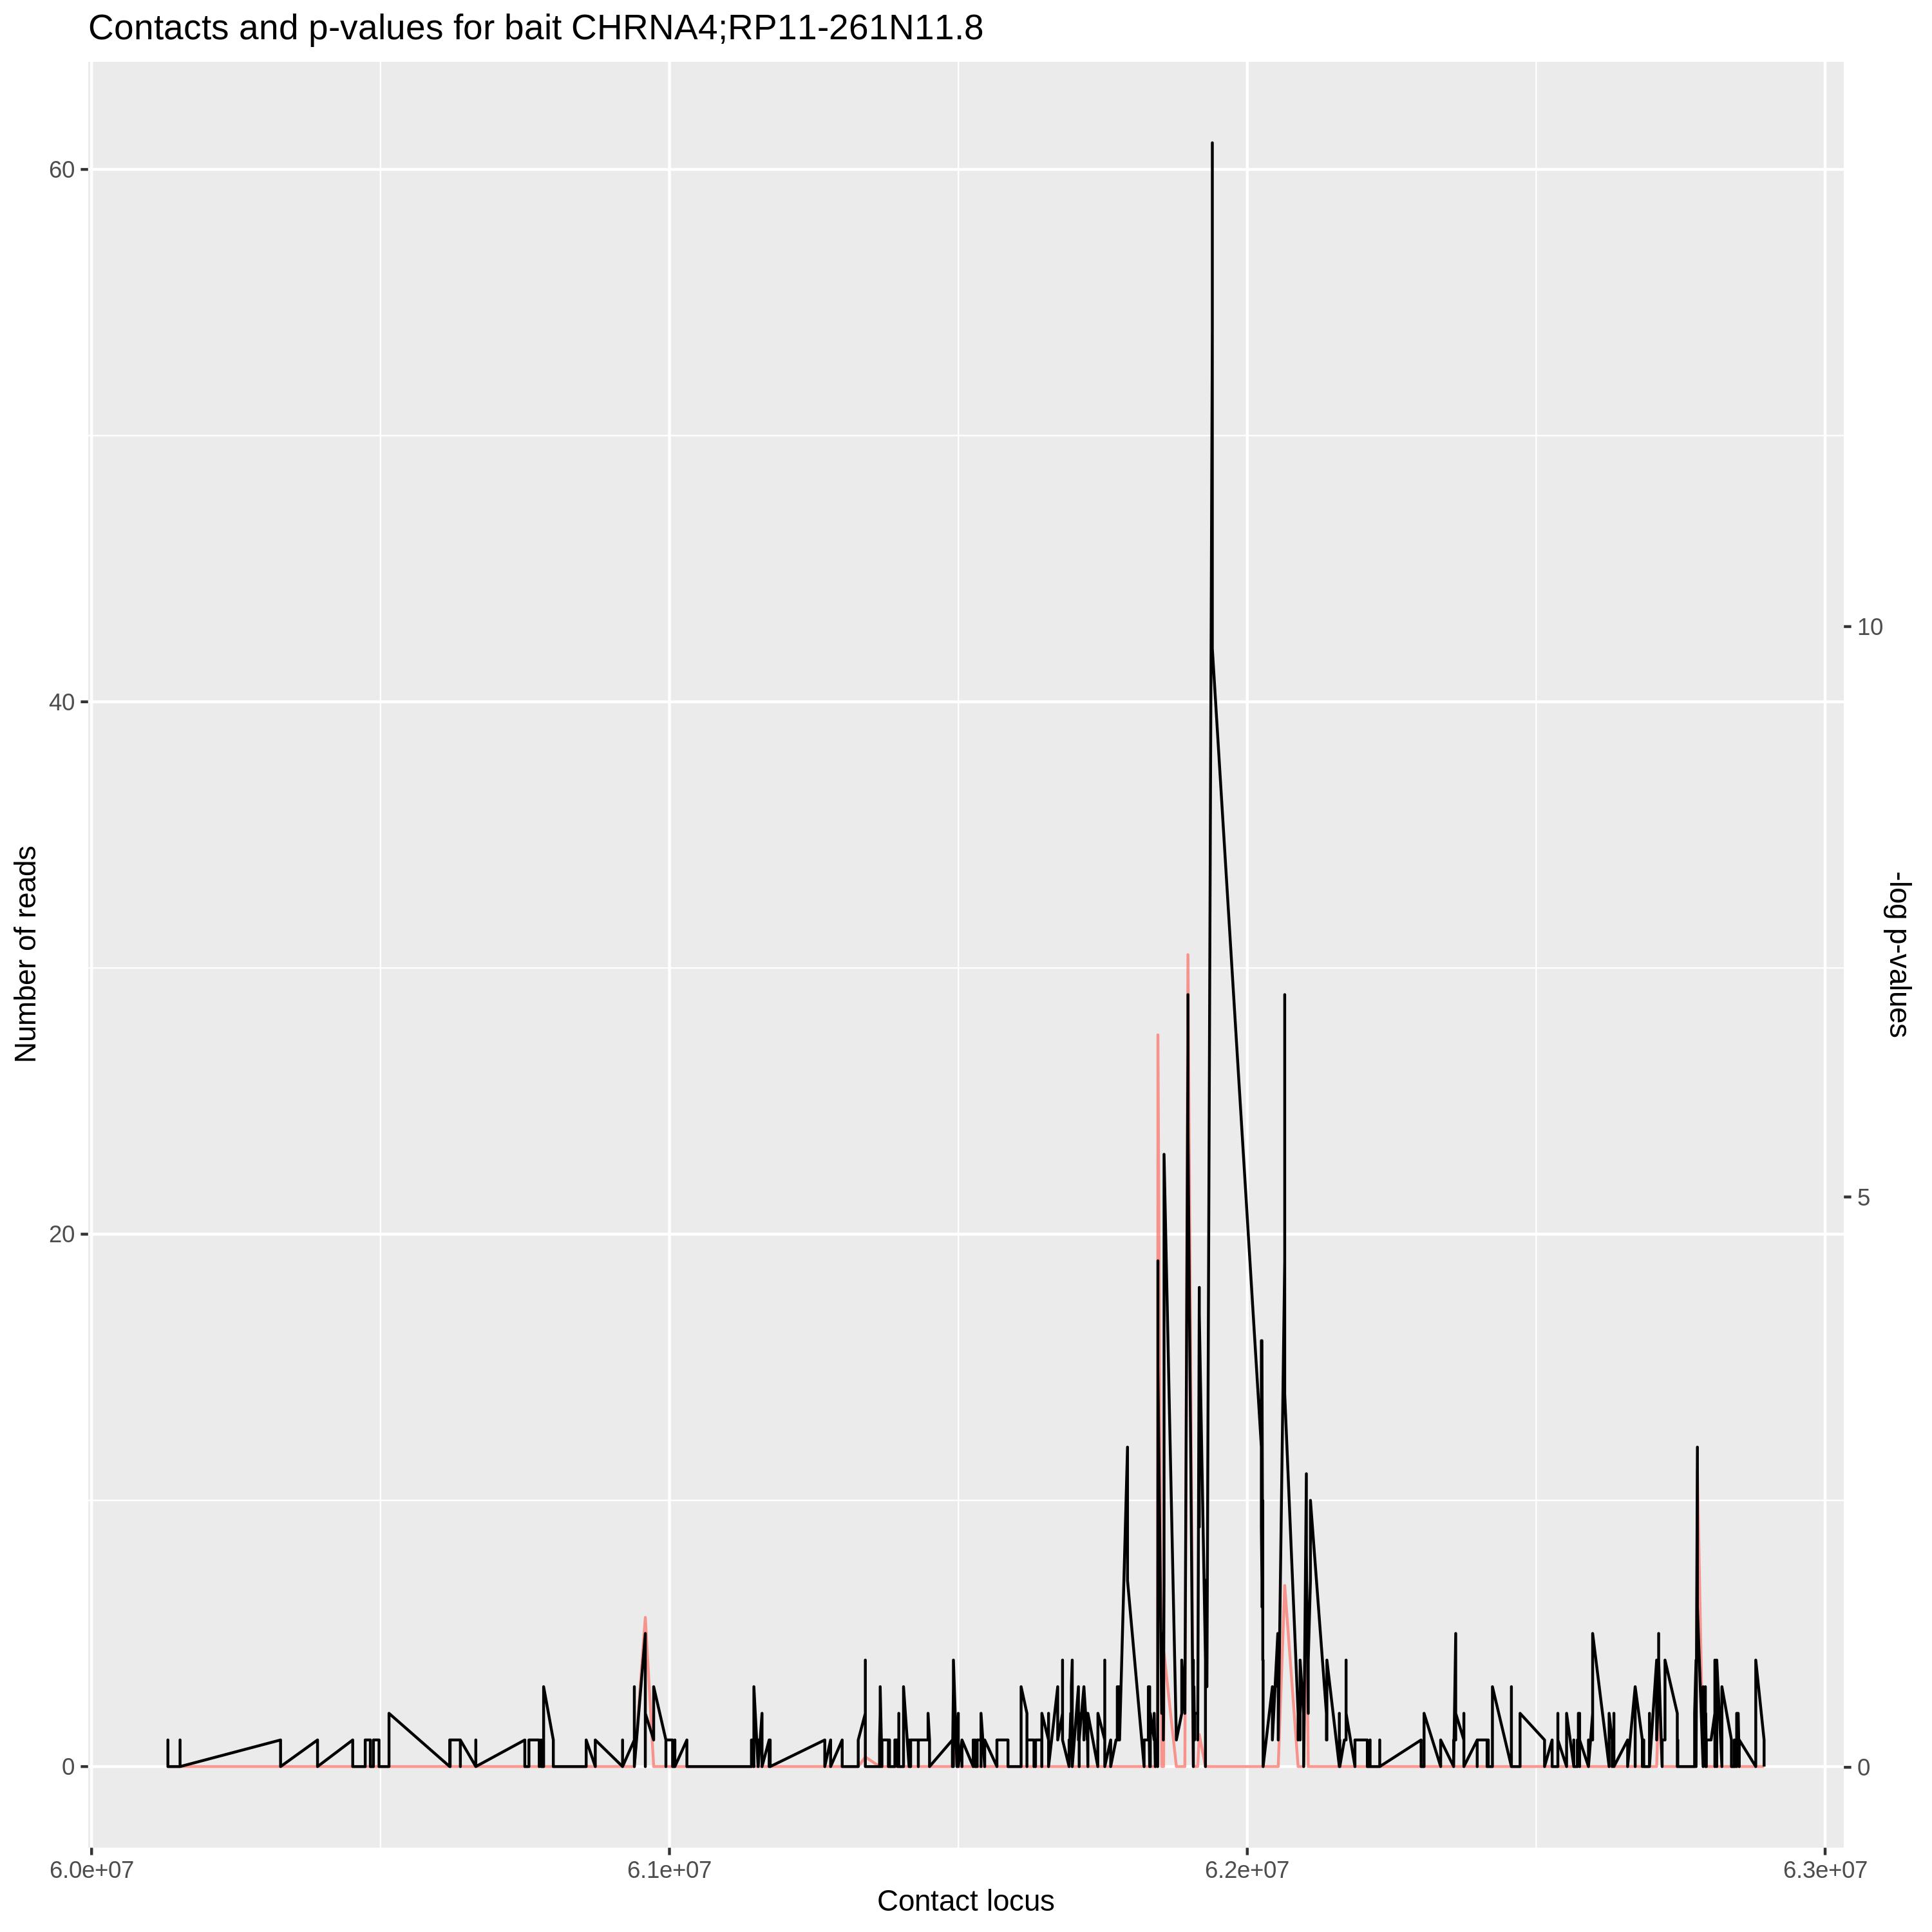 Contacts and p-values for bait CHRNA4;RP11-261N11.8
60
40
20
0
Number of reads
10
5
0
-log p-values
6.0e+07
6.1e+07
6.2e+07
6.3e+07
Contact locus